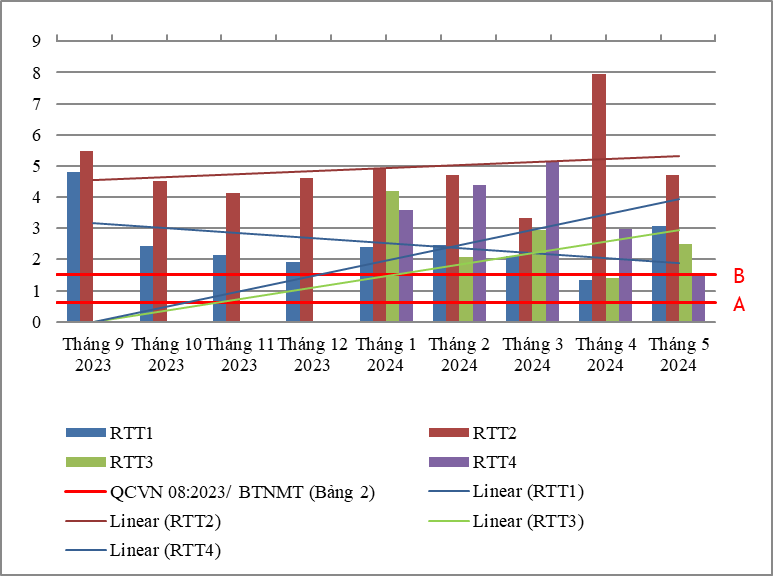 9
8
7
6
5
4
3
2
1
0
B
A
Tháng 9 Tháng 10 Tháng 11 Tháng 12 Tháng 1 Tháng 2 Tháng 3 Tháng 4 Tháng 5
2023 2023 2023 2023 2024 2024 2024 2024 2024
RTT1 RTT2
RTT3 RTT4
QCVN 08:2023/ BTNMT (Bảng 2) Linear (RTT1)
Linear (RTT2) Linear (RTT3)
Linear (RTT4)